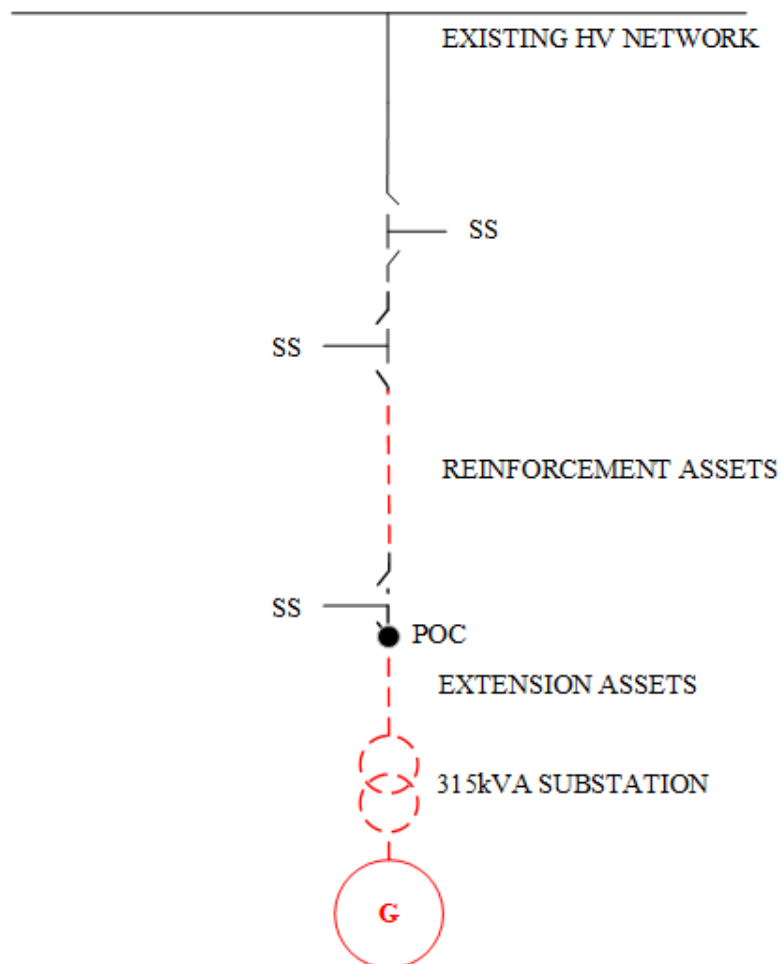 EXISTING HV NETWORK
SS
SS
REINFORCEMENT ASSETS
SS
POC
EXTENSION ASSETS
315kVA SUBSTATION
G